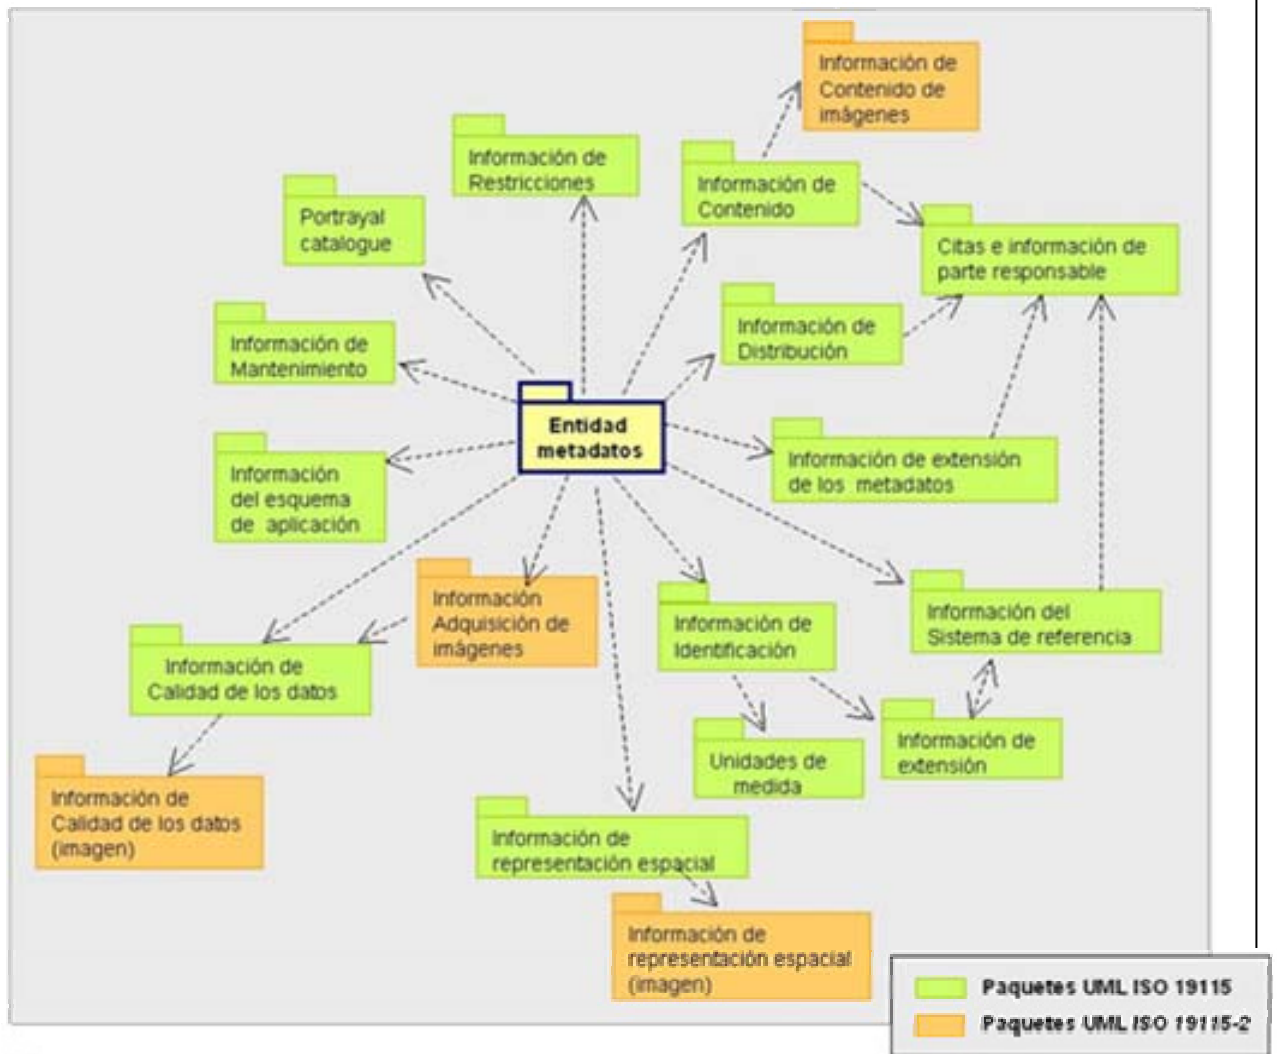 Información de
Contenido de
imágenes
Información de
Restricciones
Información de
Contenido
Portrayal
catalogue
Citas e información de
parte responsable
Información de
Distribución
Información de
Mantenimiento
Entidad
metadatos
Información de extensión
de los metadatos
Información
del esquema
de aplicación
Información
Adquisición de
imágenes
Información de
Identificación
Información del
Sistema de referencia
Información de
Calidad de los datos
Unidades de
medida
Información de
extensión
Información de
Calidad de los datos
(imagen)
Información de
representación espacial
Información de
representación espacial
(imagen)
Paquetes UML ISO 19115
Paquetes UML ISO 19115-2